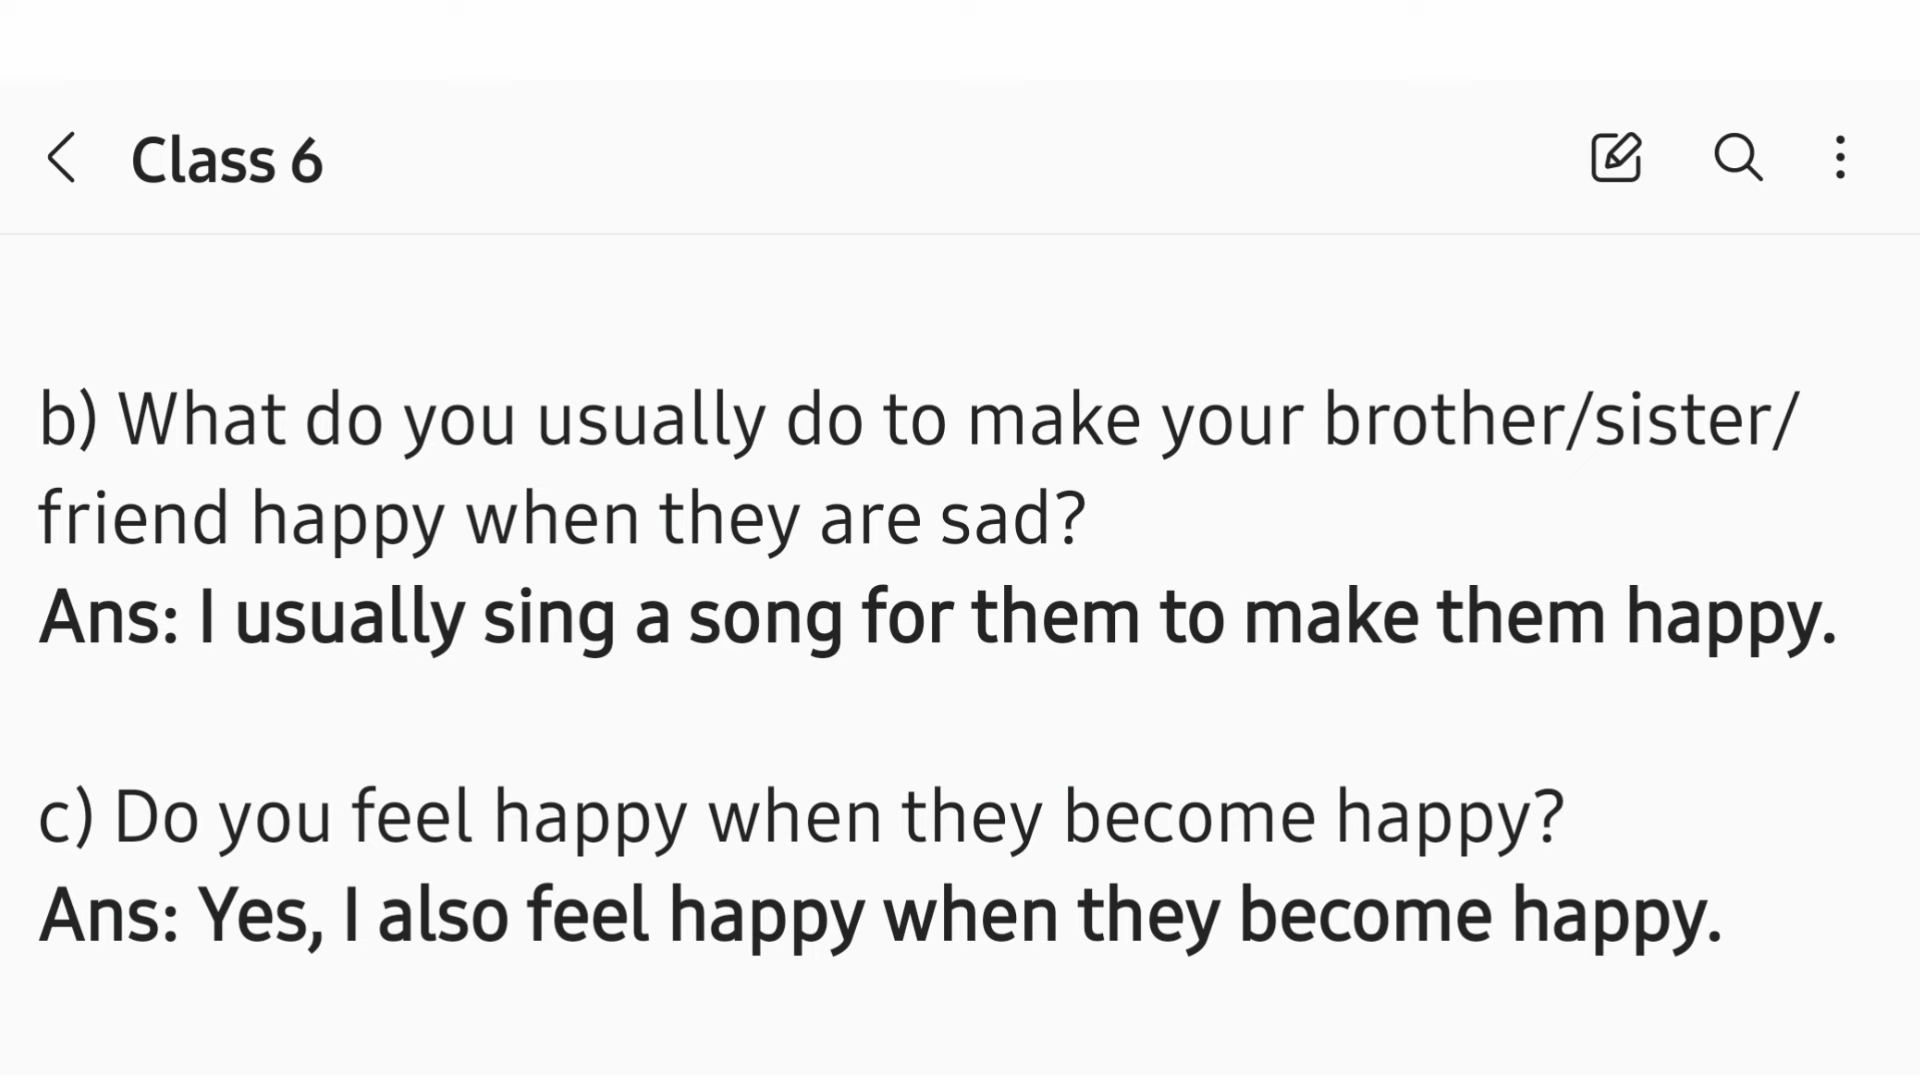 Class 6
b) What do you usually do to make your brother/sister/
friend happy when they are sad?
Ans: I usually sing a song for them to make them happy.
c) Do you feel happy when they become happy?
Ans: Yes, I also feel happy when they become happy.